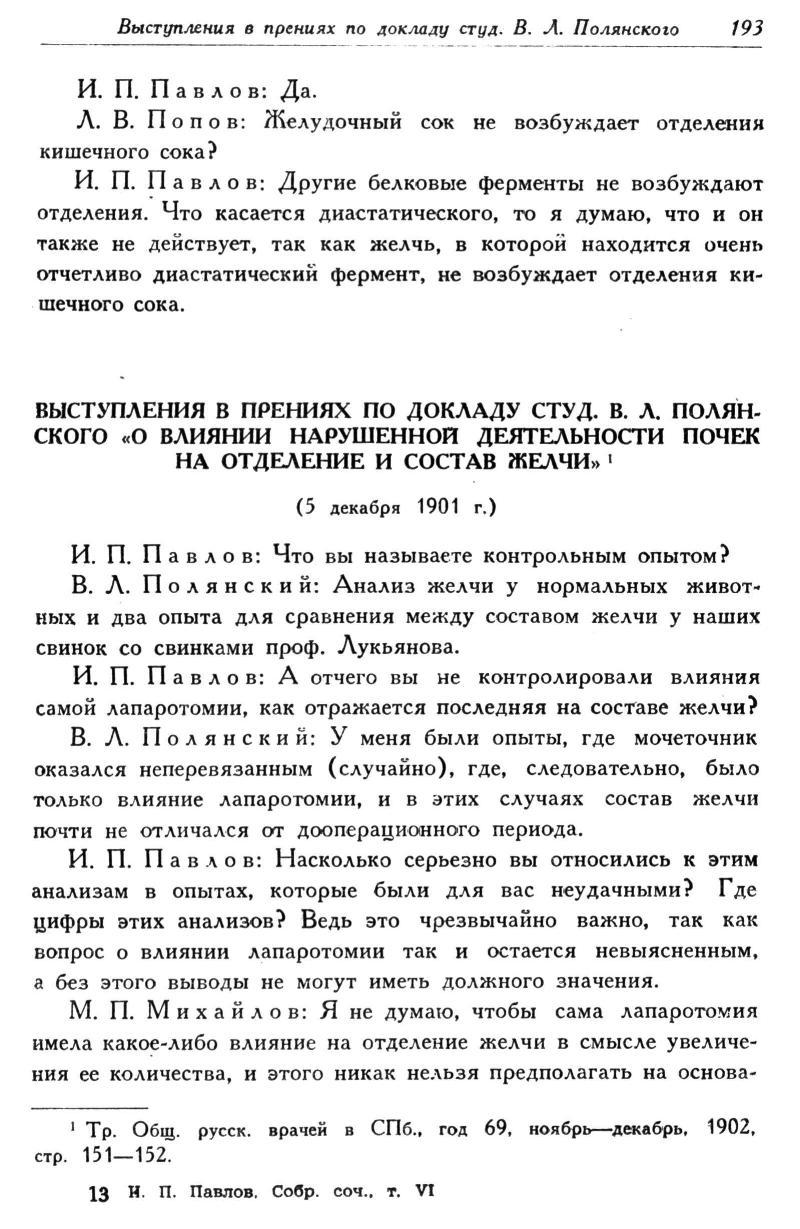 Выступления в прениях по докладу студ. В. Л. Полянского 193
И. П. Павлов: Да.
Л. В. Попов: Желудочный сок не возбуждает отделения
кишечного сока?
И. П. Павлов: Другие белковые ферменты не возбуждают
отделения. Что касается диастатического, то я думаю, что и он
также не действует, так как желчь, в которой находится очень
отчетливо диастатический фермент, не возбуждает отделения ки-
шечного сока.
ВЫСТУПЛЕНИЯ В ПРЕНИЯХ ПО ДОКЛАДУ СТУД. В. Л. ПОЛЯН-
СКОГО «О ВЛИЯНИИ НАРУШЕННОЙ ДЕЯТЕЛЬНОСТИ ПОЧЕК
НА ОТДЕЛЕНИЕ И СОСТАВ ЖЕЛЧИ» ¹
(5 декабря 1901 г.)
И. П. Павлов: Что вы называете контрольным опытом?
В. Л. Полянский: Анализ желчи у нормальных живот-
ных и два опыта для сравнения между составом желчи у наших
свинок со свинками проф. Лукьянова.
И. П. Павлов: А отчего вы не контролировали влияния
самой лапаротомии, как отражается последняя на составе желчи?
В. Л. Полянский: У меня были опыты, где мочеточник
оказался неперевязанным (случайно), где, следовательно, было
только влияние лапаротомии, и в этих случаях состав желчи
почти не отличался от дооперационного периода.
И. П. Павлов: Насколько серьезно вы относились к этим
анализам в опытах, которые были для вас неудачными? Где
цифры этих анализов? Ведь это чрезвычайно важно, так как
вопрос о влиянии лапаротомии так и остается невыясненным,
а без этого выводы не могут иметь должного значения.
М. П. Михайлов: Я не думаю, чтобы сама лапаротомия
имела какое-либо влияние на отделение желчи в смысле увеличе-
ния ее количества, и этого никак нельзя предполагать на основа-
¹ Тр. Общ. русск. врачей в СПб., год 69, ноябрь—декабрь, 1902,
стр. 151—152.
13 И. П. Павлов. Собр. соч., т. VI